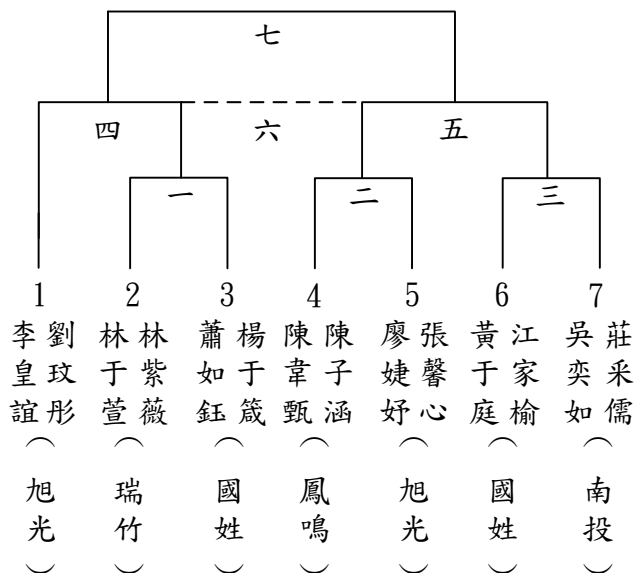 七
四
六
五
一
二
三
1 2 3 4 5 6 7
李皇誼 劉玟彤 (旭光)
林于萱 林紫薇 (瑞竹)
蕭如鈺 楊于箴 (國姓)
陳韋甄 陳子涵 (鳳鳴)
廖婕妤 張馨心 (旭光)
黃于庭 江家榆 (國姓)
吳奕如 莊采儒 (南投)